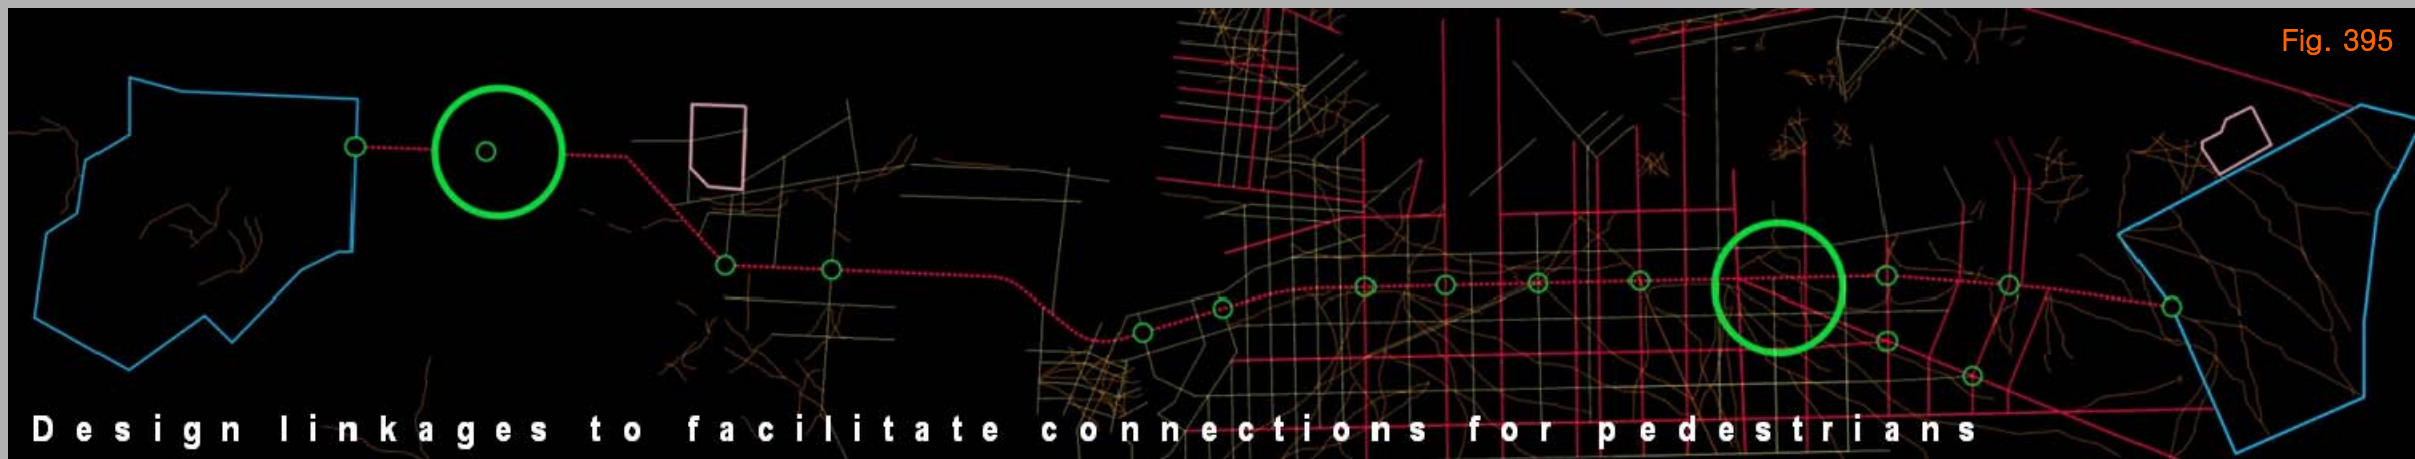 Fig. 395
Design linkages to facilitate connections for pedestrians